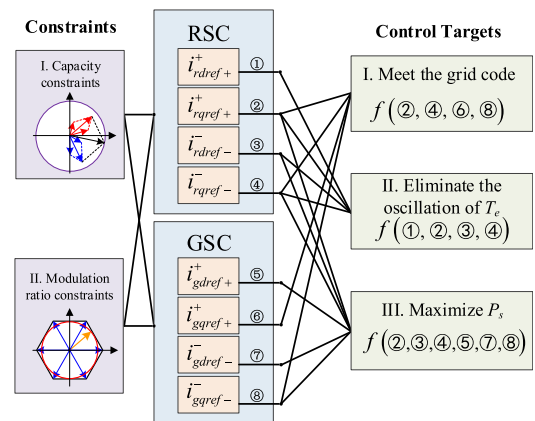 Constraints
I. Capacity
constraints
II. Modulation
ratio constraints
RSC
i⁺rdref+ ①
i⁺rqref+ ②
i⁻rdref− ③
i⁻rqref− ④
GSC
i⁺gdref+ ⑤
i⁺gqref+ ⑥
i⁻gdref− ⑦
i⁻gqref− ⑧
Control Targets
I. Meet the grid code
f(②, ④, ⑥, ⑧)
II. Eliminate the
oscillation of Te
f(①, ②, ③, ④)
III. Maximize Ps
f(②,③,④,⑤,⑦,⑧)